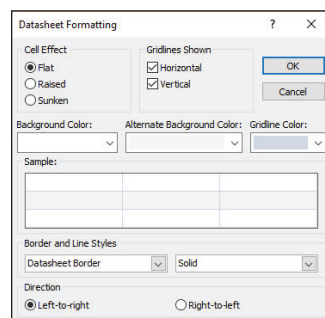 Datasheet Formatting ? ×
Cell Effect
Flat
Raised
Sunken
Gridlines Shown
Horizontal
Vertical
OK
Cancel
Background Color: Alternate Background Color: Gridline Color:
Sample:
Border and Line Styles
Datasheet Border Solid
Direction
Left-to-right Right-to-left